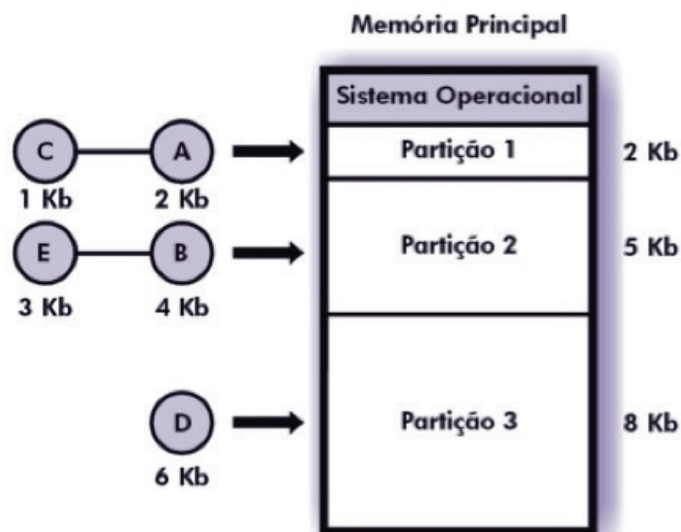 Memória Principal
Sistema Operacional
C A Partição 1 2 Kb
1 Kb 2 Kb
E B Partição 2 5 Kb
3 Kb 4 Kb
D Partição 3 8 Kb
6 Kb